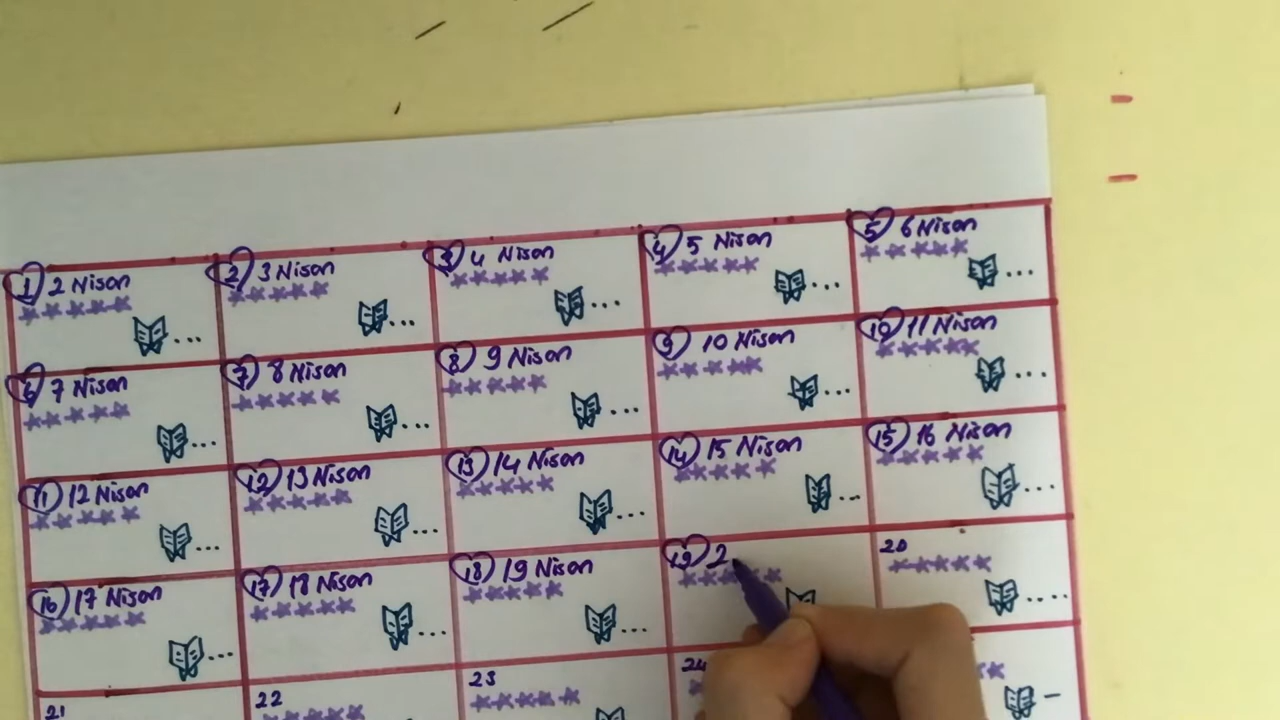 1 2 Nisan
2 3 Nisan
3 4 Nisan
4 5 Nisan
5 6 Nisan
6 7 Nisan
7 8 Nisan
8 9 Nisan
9 10 Nisan
10 11 Nisan
11 12 Nisan
12 13 Nisan
13 14 Nisan
14 15 Nisan
15 16 Nisan
16 17 Nisan
17 18 Nisan
18 19 Nisan
19 2
20
21
22
23
24